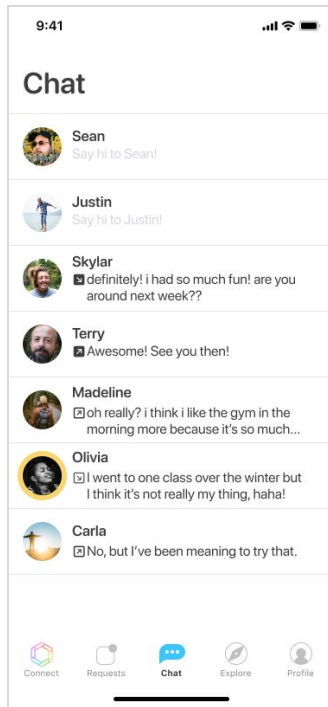 9:41
Chat
Sean
Say hi to Sean!
Justin
Say hi to Justin!
Skylar
definitely! i had so much fun! are you
around next week??
Terry
Awesome! See you then!
Madeline
oh really? i think i like the gym in the
morning more because it's so much...
Olivia
I went to one class over the winter but
I think it's not really my thing, haha!
Carla
No, but I've been meaning to try that.
Connect Requests Chat Explore Profile